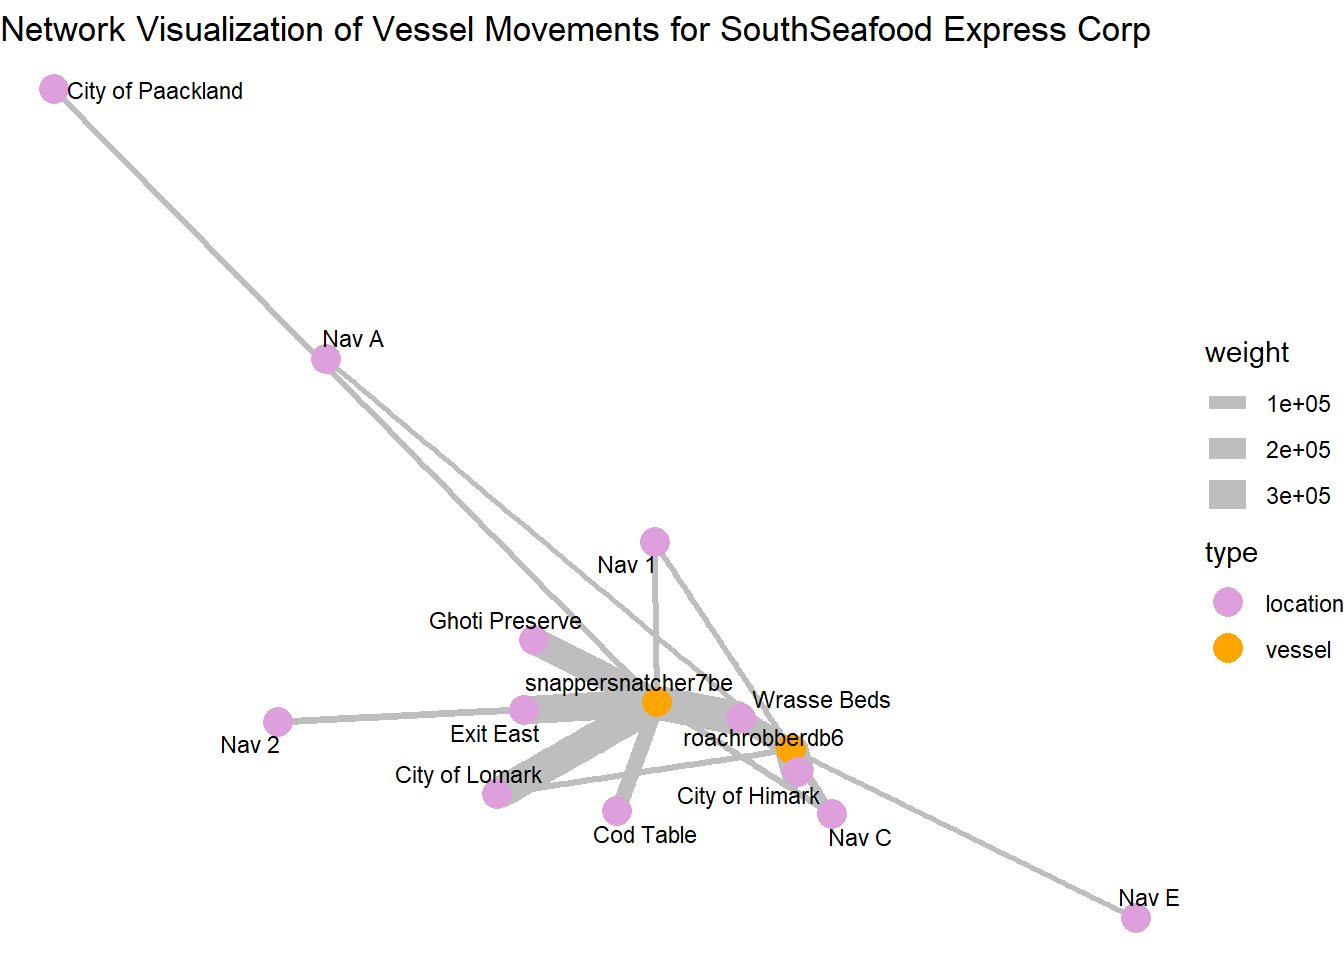 Network Visualization of Vessel Movements for SouthSeafood Express Corp
City of Paackland
Nav A
Nav 1
Ghoti Preserve
snappersnatcher7be
Wrasse Beds
Exit East
roachrobberdb6
Nav 2
City of Lomark
City of Himark
Cod Table
Nav C
Nav E
weight
1e+05
2e+05
3e+05
type
location
vessel